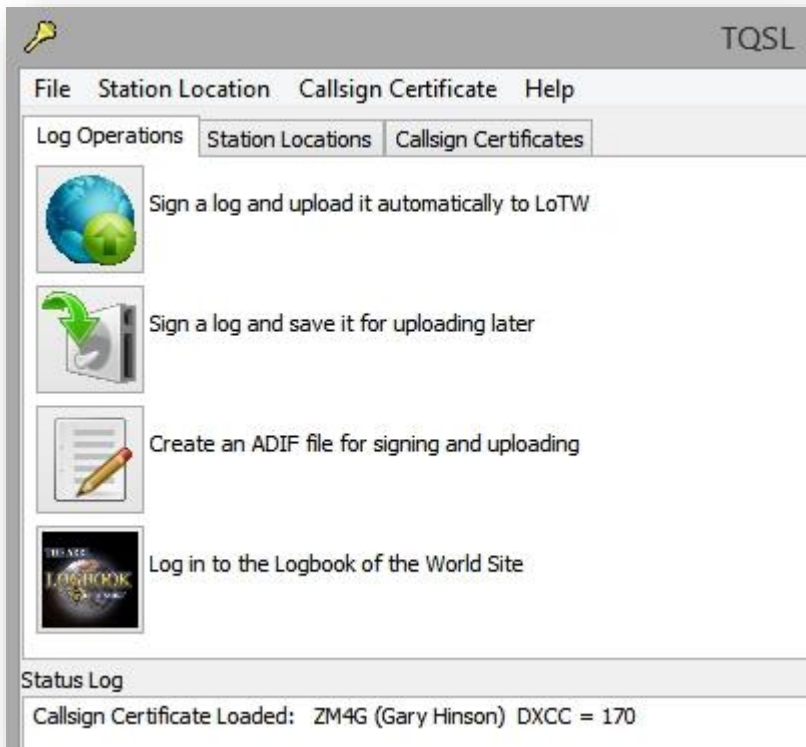 TQSL
File Station Location Callsign Certificate Help
Log Operations Station Locations Callsign Certificates
Sign a log and upload it automatically to LoTW
Sign a log and save it for uploading later
Create an ADIF file for signing and uploading
LOGBOOK
Log in to the Logbook of the World Site
Status Log
Callsign Certificate Loaded: ZM4G (Gary Hinson) DXCC = 170